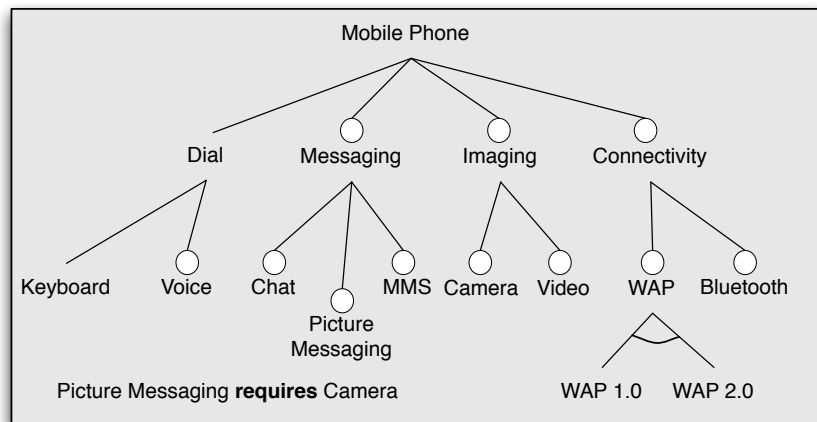 Mobile Phone
Dial Messaging Imaging Connectivity
Keyboard Voice Chat MMS Camera Video WAP Bluetooth
Picture
Messaging
Picture Messaging requires Camera WAP 1.0 WAP 2.0